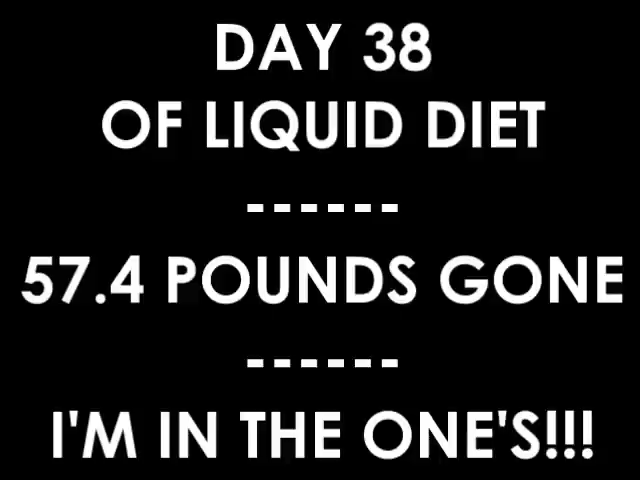 DAY 38
OF LIQUID DIET
------
57.4 POUNDS GONE
------
I'M IN THE ONE'S!!!